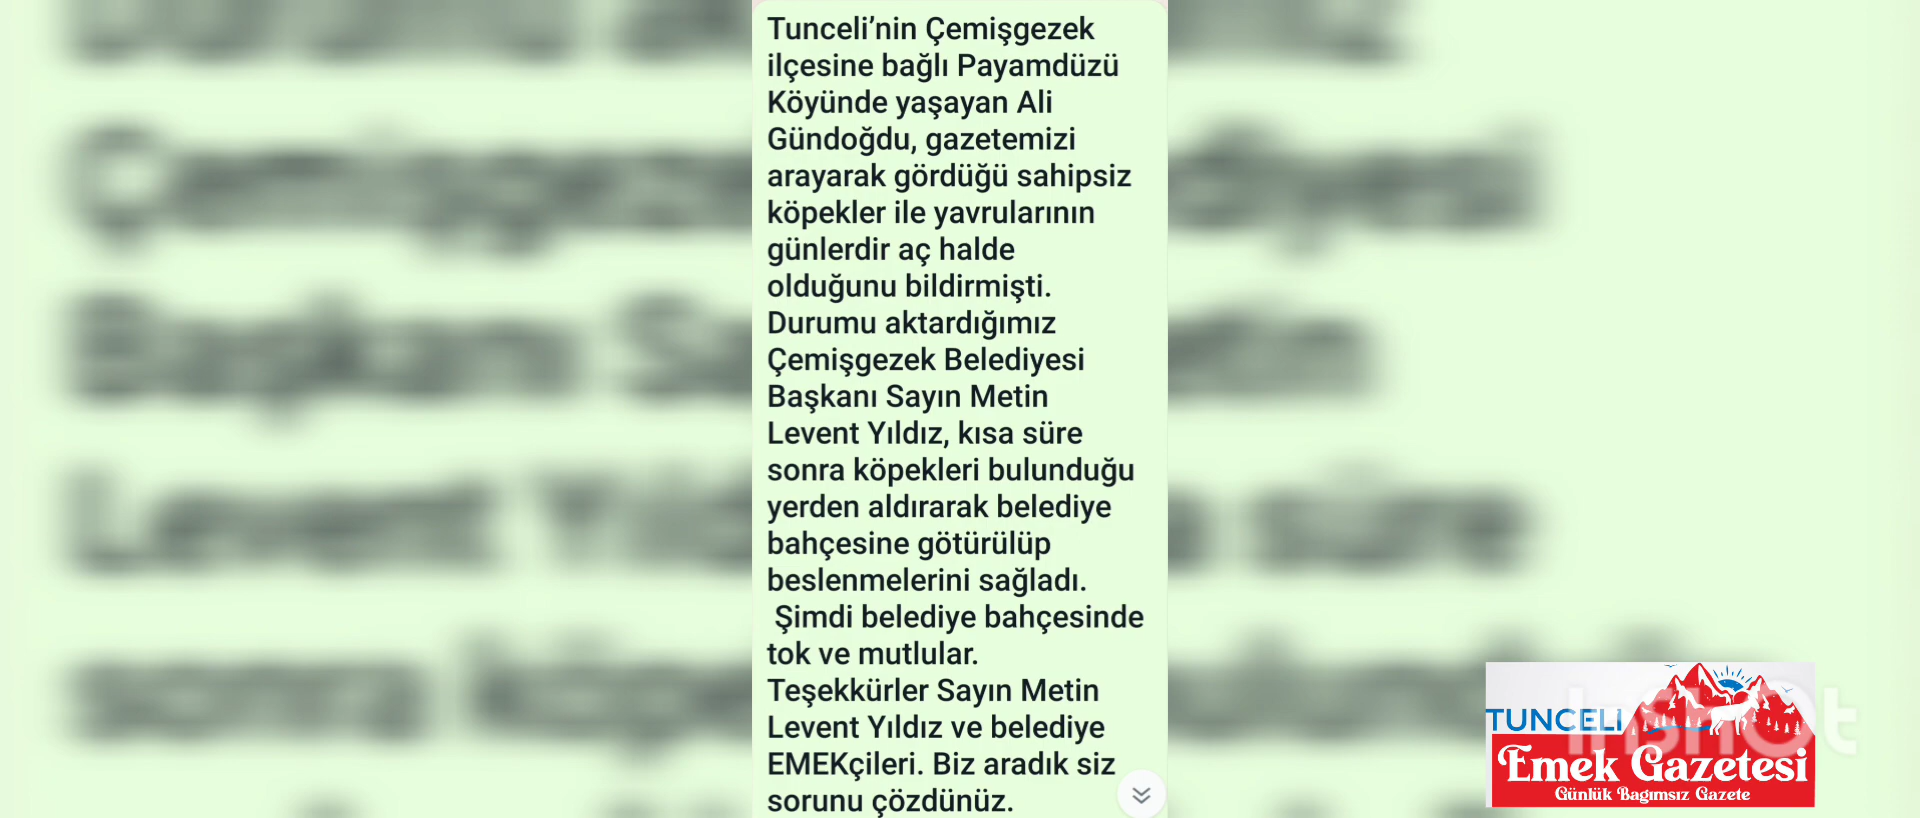 Tunceli’nin Çemişgezek
ilçesine bağlı Payamdüzü
Köyünde yaşayan Ali
Gündoğdu, gazetemizi
arayarak gördüğü sahipsiz
köpekler ile yavrularının
günlerdir aç halde
olduğunu bildirmişti.
Durumu aktardığımız
Çemişgezek Belediyesi
Başkanı Sayın Metin
Levent Yıldız, kısa süre
sonra köpekleri bulunduğu
yerden aldırarak belediye
bahçesine götürülüp
beslenmelerini sağladı.
Şimdi belediye bahçesinde
tok ve mutlular.
Teşekkürler Sayın Metin
Levent Yıldız ve belediye
EMEKçileri. Biz aradık siz
sorunu çözdünüz.
TUNCELİ
InShOt
Emek Gazetesi
Günlük Bağımsız Gazete